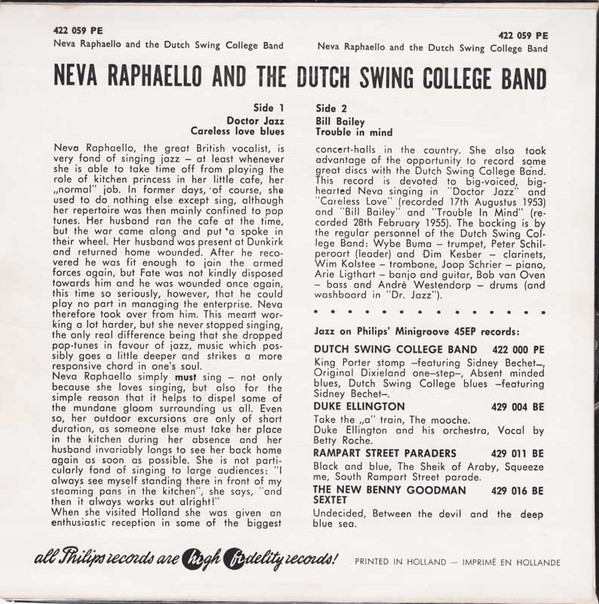 422 059 PE
Neva Raphaello and the Dutch Swing College Band
422 059 PE
Neva Raphaello and the Dutch Swing College Band
NEVA RAPHAELLO AND THE DUTCH SWING COLLEGE BAND
Side 1
Doctor Jazz
Careless love blues
Neva Raphaello, the great British vocalist, is
very fond of singing jazz – at least whenever
she is able to take time off from playing the
role of kitchen princess in her little cafe, her
„normal" job. In former days, of course, she
used to do nothing else except sing, although
her repertoire was then mainly confined to pop
tunes. Her husband ran the cafe at the time,
but the war came along and put a spoke in
their wheel. Her husband was present at Dunkirk
and returned home wounded. After he reco-
vered he was fit enough to join the armed
forces again, but Fate was not kindly disposed
towards him and he was wounded once again,
this time so seriously, however, that he could
play no part in managing the enterprise. Neva
therefore took over from him. This meant wor-
king a lot harder, but she never stopped singing,
the only real difference being that she dropped
pop-tunes in favour of jazz, music which pos-
sibly goes a little deeper and strikes a more
responsive chord in one's soul.
Neva Raphaello simply must sing – not only
because she loves singing, but also for the
simple reason that it helps to dispel some of
the mundane gloom surrounding us all. Even
so, her outdoor excursions are only of short
duration, as someone else must take her place
in the kitchen during her absence and her
husband invariably longs to see her back home
again as soon as possible. She is not parti-
cularly fond of singing to large audiences: "I
always see myself standing there in front of my
steaming pans in the kitchen", she says, "and
then it always works out alright!"
When she visited Holland she was given an
enthusiastic reception in some of the biggest
Side 2
Bill Bailey
Trouble in mind
concert-halls in the country. She also took
advantage of the opportunity to record some
great discs with the Dutch Swing College Band.
This record is devoted to big-voiced, big-
hearted Neva singing in "Doctor Jazz" and
"Careless Love" (recorded 17th Augustus 1953)
and "Bill Bailey" and "Trouble In Mind" (re-
corded 28th February 1955). The backing is by
the regular personnel of the Dutch Swing Col-
lege Band: Wybe Buma – trumpet, Peter Schil-
peroort (leader) and Dim Kesber – clarinets,
Wim Kolstee – trombone, Joop Schrier – piano,
Arie Ligthart – banjo and guitar, Bob van Oven
– bass and André Westendorp – drums (and
washboard in "Dr. Jazz").
Jazz on Philips' Minigroove 45EP records:
DUTCH SWING COLLEGE BAND 422 000 PE
King Porter stomp –featuring Sidney Bechet–,
Original Dixieland one–step–, Absent minded
blues, Dutch Swing College blues –featuring
Sidney Bechet–.
DUKE ELLINGTON 429 004 BE
Take the „a" train, The mooche.
Duke Ellington and his orchestra, Vocal by
Betty Roche.
RAMPART STREET PARADERS 429 011 BE
Black and blue, The Sheik of Araby, Squeeze
me, South Rampart Street parade.
THE NEW BENNY GOODMAN 429 016 BE
SEXTET
Undecided, Between the devil and the deep
blue sea.
all Philips records are high fidelity records!
PRINTED IN HOLLAND — IMPRIMÉ EN HOLLANDE